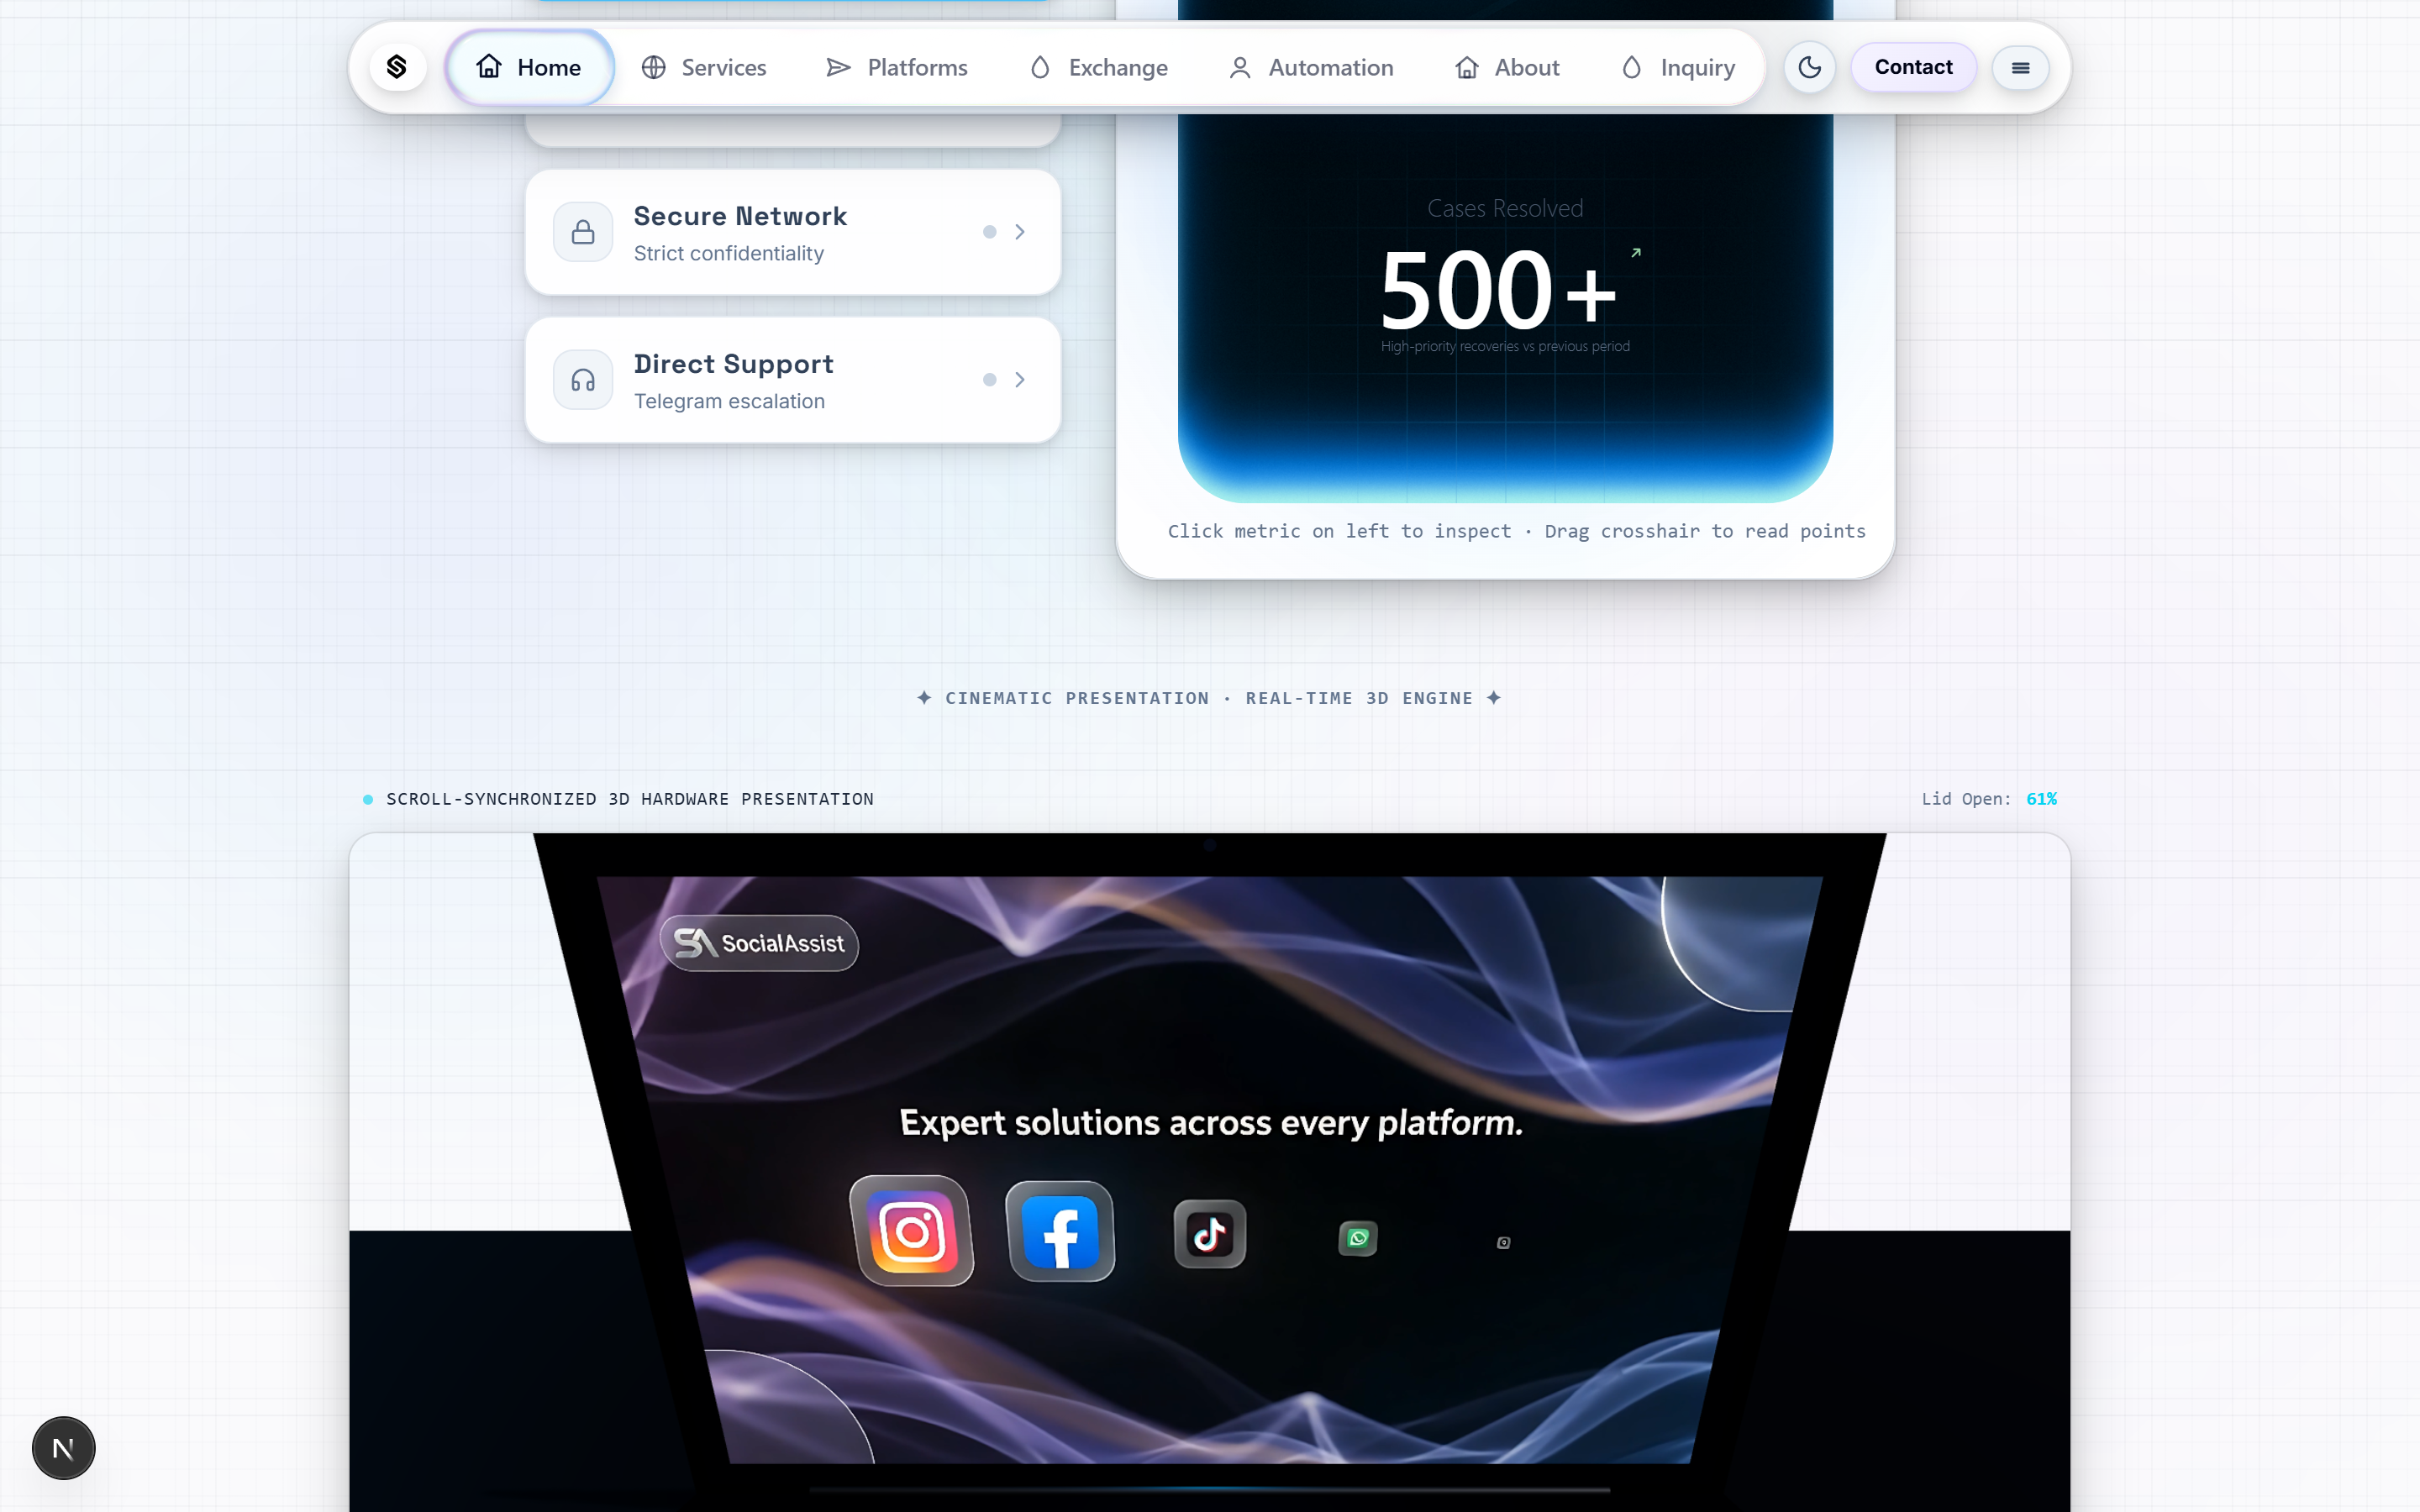 Home
Services
Platforms
Exchange
Automation
About
Inquiry
Contact
Secure Network
Strict confidentiality
Direct Support
Telegram escalation
Cases Resolved
500+
High-priority recoveries vs previous period
Click metric on left to inspect · Drag crosshair to read points
✦ CINEMATIC PRESENTATION · REAL-TIME 3D ENGINE ✦
SCROLL-SYNCHRONIZED 3D HARDWARE PRESENTATION
Lid Open: 61%
SA SocialAssist
Expert solutions across every platform.
N